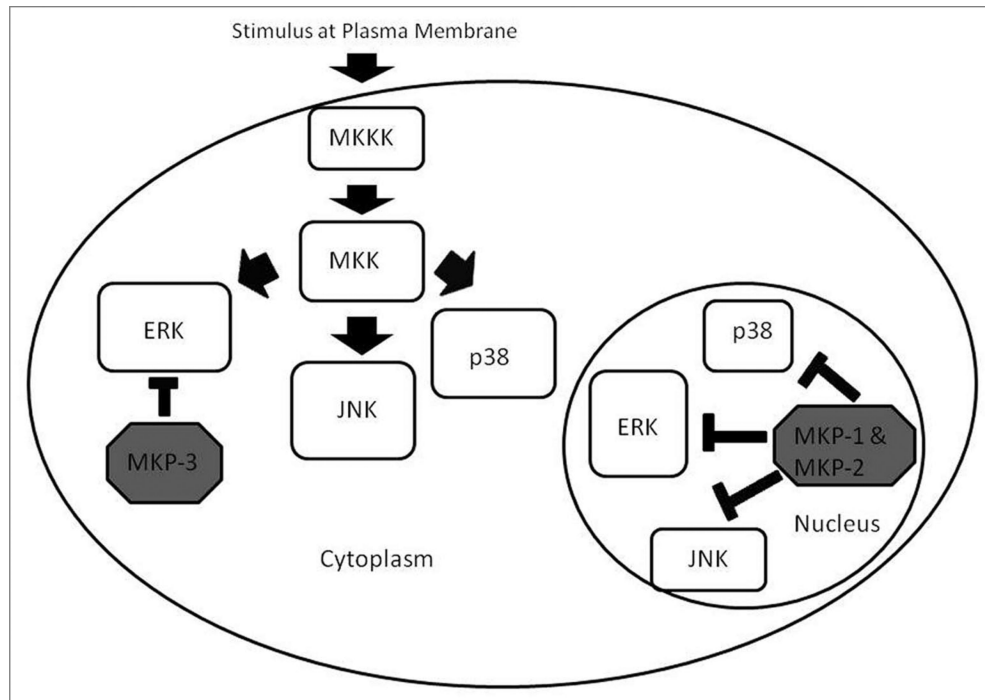 Stimulus at Plasma Membrane
MKKK
MKK
ERK
p38
JNK
MKP-3
Cytoplasm
p38
ERK
MKP-1 &
MKP-2
Nucleus
JNK